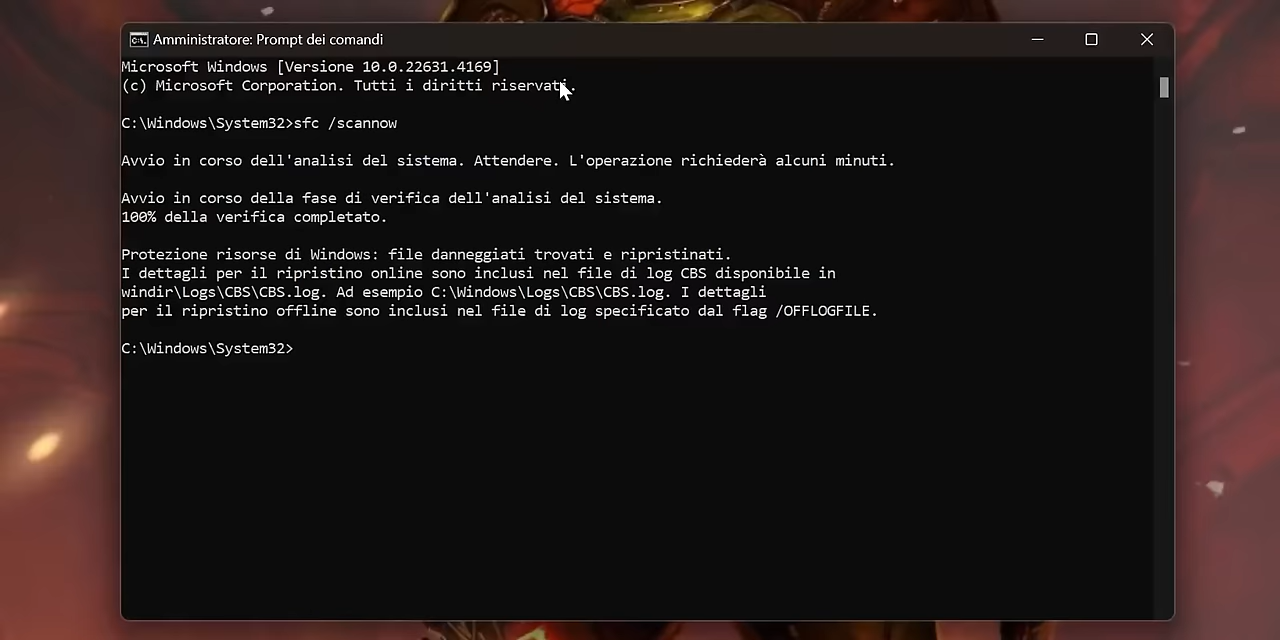 Amministratore: Prompt dei comandi
Microsoft Windows [Versione 10.0.22631.4169]
(c) Microsoft Corporation. Tutti i diritti riservati.
C:\Windows\System32>sfc /scannow
Avvio in corso dell'analisi del sistema. Attendere. L'operazione richiederà alcuni minuti.
Avvio in corso della fase di verifica dell'analisi del sistema.
100% della verifica completato.
Protezione risorse di Windows: file danneggiati trovati e ripristinati.
I dettagli per il ripristino online sono inclusi nel file di log CBS disponibile in
windir\Logs\CBS\CBS.log. Ad esempio C:\Windows\Logs\CBS\CBS.log. I dettagli
per il ripristino offline sono inclusi nel file di log specificato dal flag /OFFLOGFILE.
C:\Windows\System32>